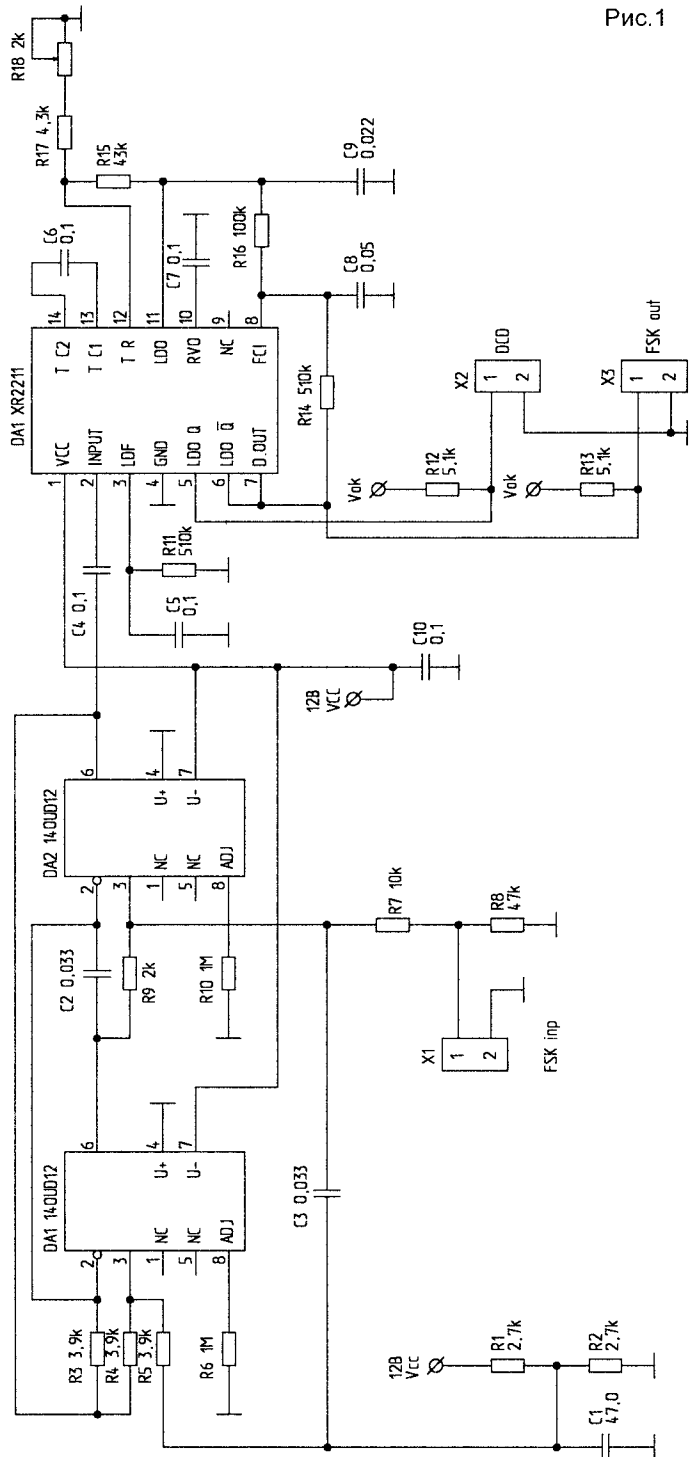 Рис.1
R18 2k
R17 4,3k
R15
43k
C9
0,022
C6
0,1
C7 0,1
R16 100k
C8
0,05
DA1 XR2211
14
13
12
11
10
9
8
T C2
T C1
T R
LDO
RVO
NC
FCI
VCC
INPUT
LDF
GND
LDO Q
LDO Q̅
D.OUT
1
2
3
4
5
6
7
R14 510k
X2
DCD
1
2
X3
FSK out
1
2
Vok
R12
5,1k
Vok
R13
5,1k
C4 0,1
R11
510k
C5
0,1
12В
VCC
C10
0,1
DA2 140UD12
6
4
7
U+
U-
NC
NC
ADJ
2
3
1
5
8
C2 0,033
R9 2k
R10 1M
R7 10k
R8
47k
X1
1
2
FSK inp
DA1 140UD12
6
4
7
U+
U-
NC
NC
ADJ
2
3
1
5
8
C3 0,033
R3 3,9k
R4 3,9k
R5 3,9k
R6 1M
12В
Vcc
R1
2,7k
R2
2,7k
C1
47,0